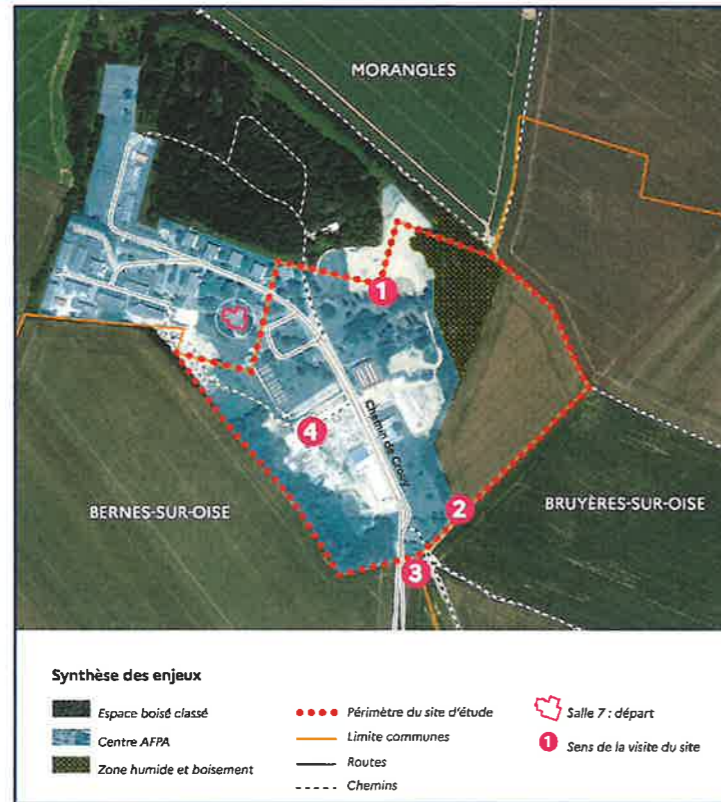 MORANGLES
1
4
Chemin de Crouy
BERNES-SUR-OISE
BRUYÈRES-SUR-OISE
2
3
Synthèse des enjeux
Espace boisé classé
Centre AFPA
Zone humide et boisement
Périmètre du site d'étude
Limite communes
Routes
Chemins
Salle 7 : départ
1 Sens de la visite du site